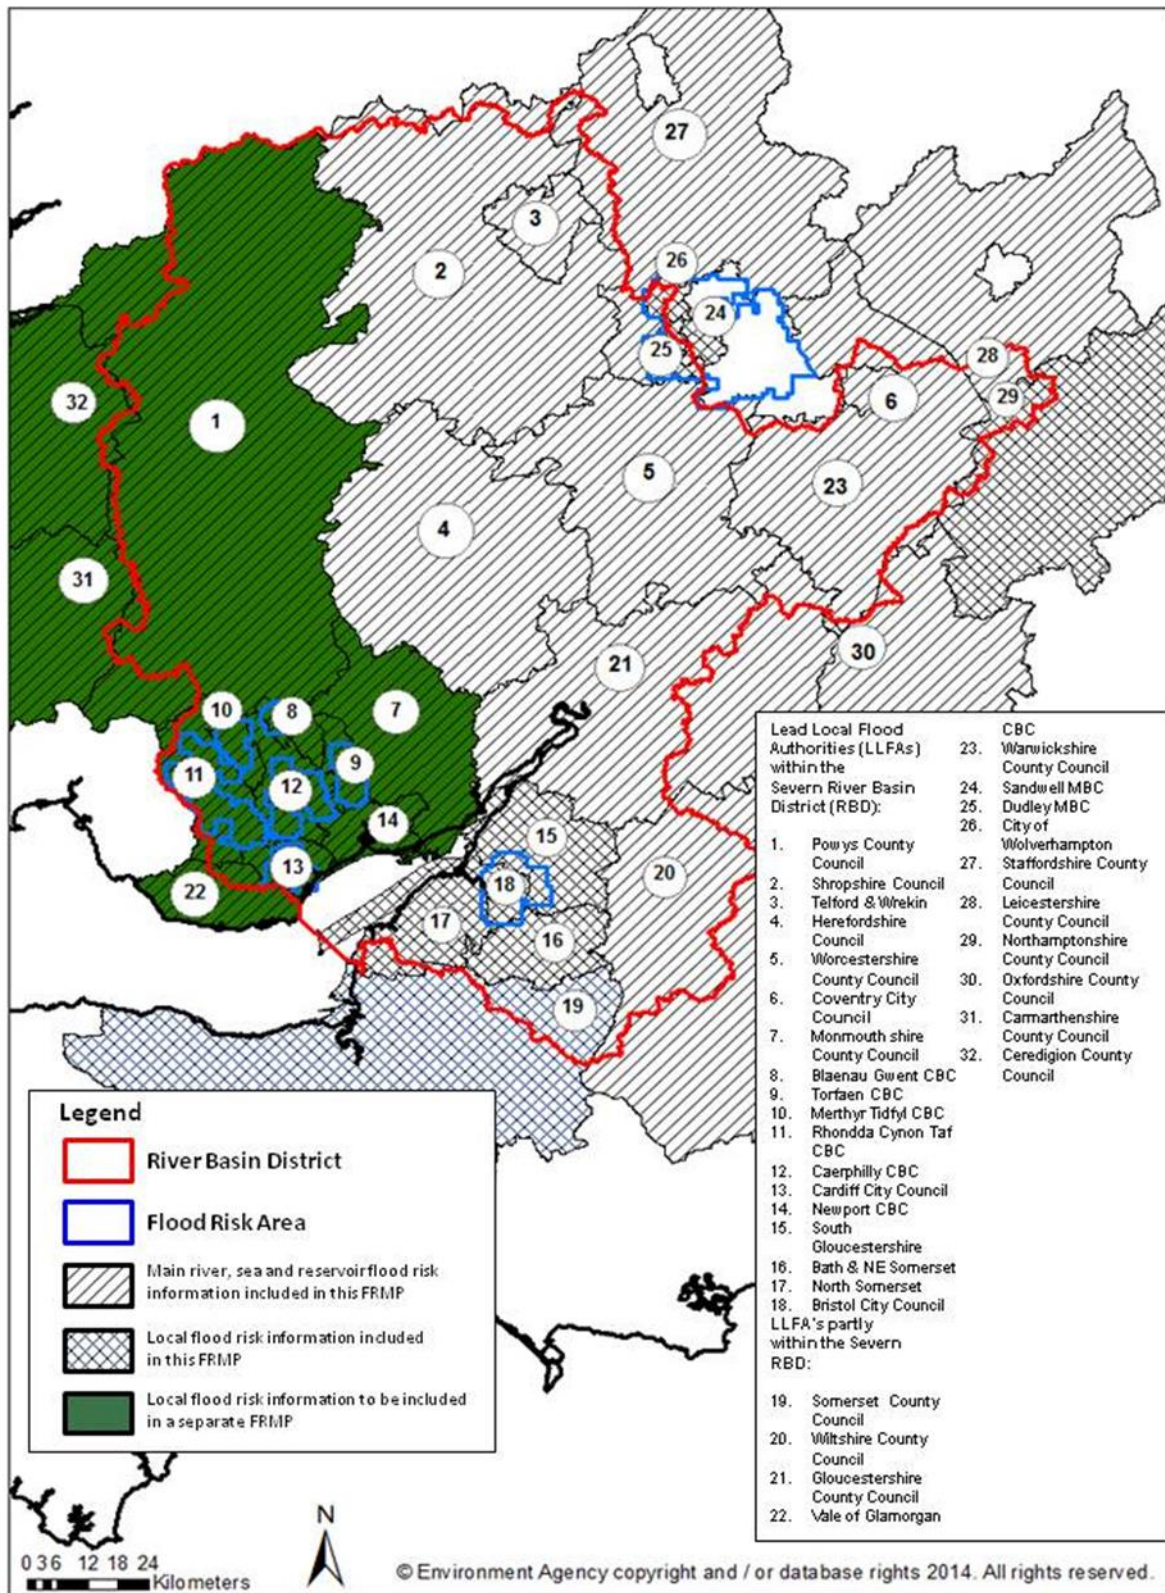 27
3
26
2
24
25
28
32
29
6
1
5
23
4
31
30
21
10
8
7
9
11
12
14
15
13
20
18
22
17
16
19
Lead Local Flood
Authorities (LLFAs)
within the
Severn River Basin
District (RBD):
1. Powys County
Council
2. Shropshire Council
3. Telford & Wrekin
4. Herefordshire
Council
5. Worcestershire
County Council
6. Coventry City
Council
7. Monmouth shire
County Council
8. Blaenau Gwent CBC
9. Torfaen CBC
10. Merthyr Tidfyl CBC
11. Rhondda Cynon Taf
CBC
12. Caerphilly CBC
13. Cardiff City Council
14. Newport CBC
15. South
Gloucestershire
16. Bath & NE Somerset
17. North Somerset
18. Bristol City Council
LLFA's partly
within the Severn
RBD:
19. Somerset County
Council
20. Wiltshire County
Council
21. Gloucestershire
County Council
22. Vale of Glamorgan
CBC
23. Warwickshire
County Council
24. Sandwell MBC
25. Dudley MBC
26. City of
Wolverhampton
27. Staffordshire County
Council
28. Leicestershire
County Council
29. Northamptonshire
County Council
30. Oxfordshire County
Council
31. Carmarthenshire
County Council
32. Ceredigion County
Council
Legend
River Basin District
Flood Risk Area
Main river, sea and reservoir flood risk
information included in this FRMP
Local flood risk information included
in this FRMP
Local flood risk information to be included
in a separate FRMP
N
0 3 6 12 18 24
Kilometers
© Environment Agency copyright and / or database rights 2014. All rights reserved.